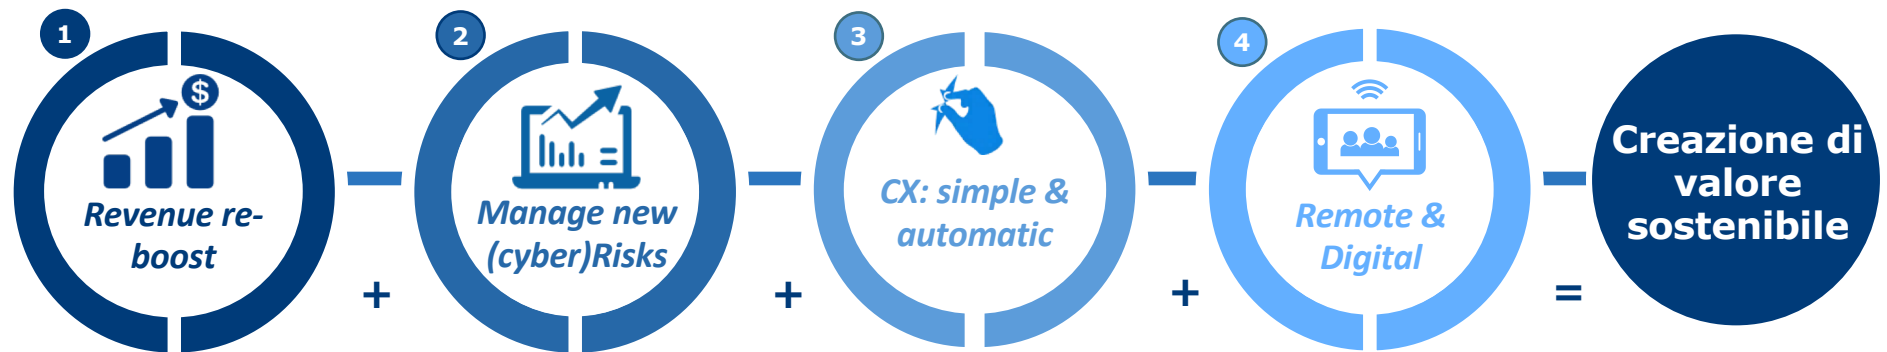 1
$
Revenue re-
boost
+
2
Manage new
(cyber)Risks
+
3
CX: simple &
automatic
+
4
Remote &
Digital
=
Creazione di
valore
sostenibile